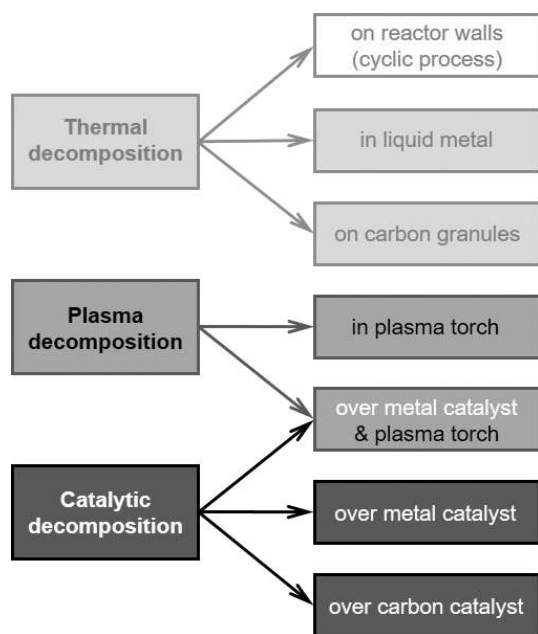 on reactor walls
(cyclic process)
Thermal
decomposition
in liquid metal
on carbon granules
Plasma
decomposition
in plasma torch
over metal catalyst
& plasma torch
Catalytic
decomposition
over metal catalyst
over carbon catalyst